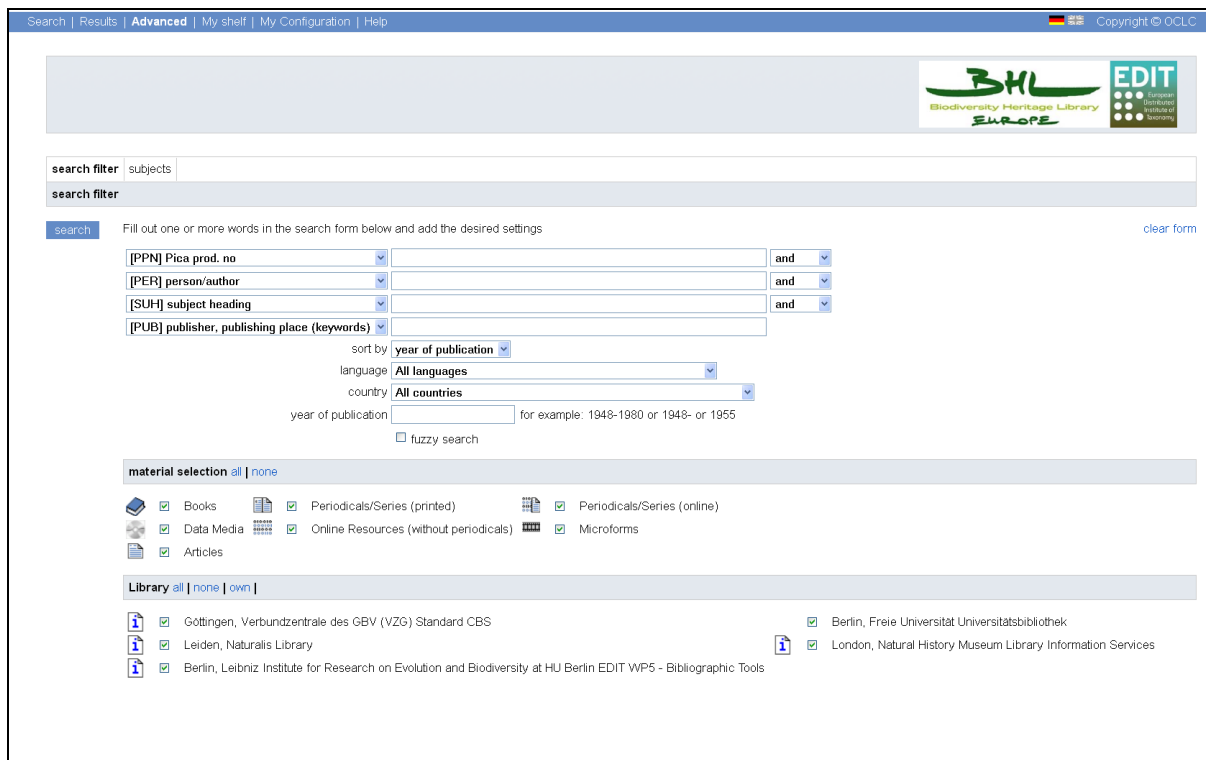 Search | Results | Advanced | My shelf | My Configuration | Help Copyright © OCLC
BHL
Biodiversity Heritage Library
EUROPE
EDIT
European
Distributed
Institute of
Taxonomy
search filter subjects
search filter
search Fill out one or more words in the search form below and add the desired settings clear form
[PPN] Pica prod. no and
[PER] person/author and
[SUH] subject heading and
[PUB] publisher, publishing place (keywords)
sort by year of publication
language All languages
country All countries
year of publication for example: 1948-1980 or 1948- or 1955
fuzzy search
material selection all | none
Books Periodicals/Series (printed) Periodicals/Series (online)
Data Media Online Resources (without periodicals) Microforms
Articles
Library all | none | own |
Göttingen, Verbundzentrale des GBV (VZG) Standard CBS Berlin, Freie Universität Universitätsbibliothek
Leiden, Naturalis Library London, Natural History Museum Library Information Services
Berlin, Leibniz Institute for Research on Evolution and Biodiversity at HU Berlin EDIT WP5 - Bibliographic Tools